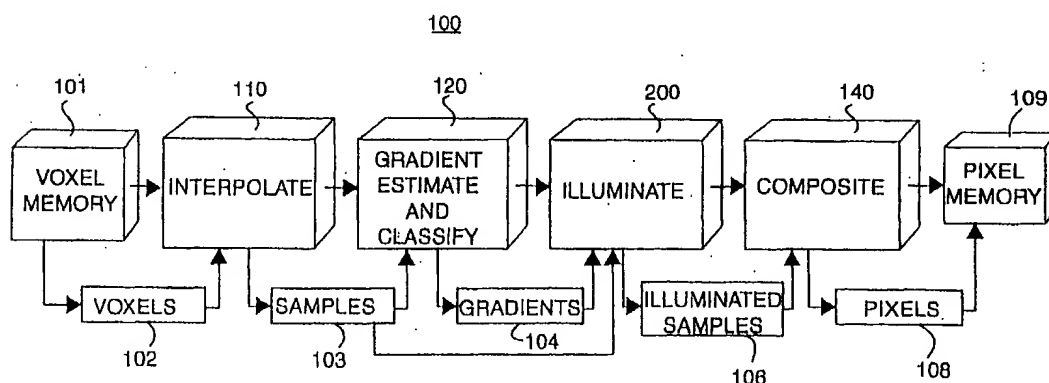 100
101
110
120
200
140
109
VOXEL
MEMORY
INTERPOLATE
GRADIENT
ESTIMATE
AND
CLASSIFY
ILLUMINATE
COMPOSITE
PIXEL
MEMORY
VOXELS
SAMPLES
GRADIENTS
ILLUMINATED
SAMPLES
PIXELS
102
103
104
106
108